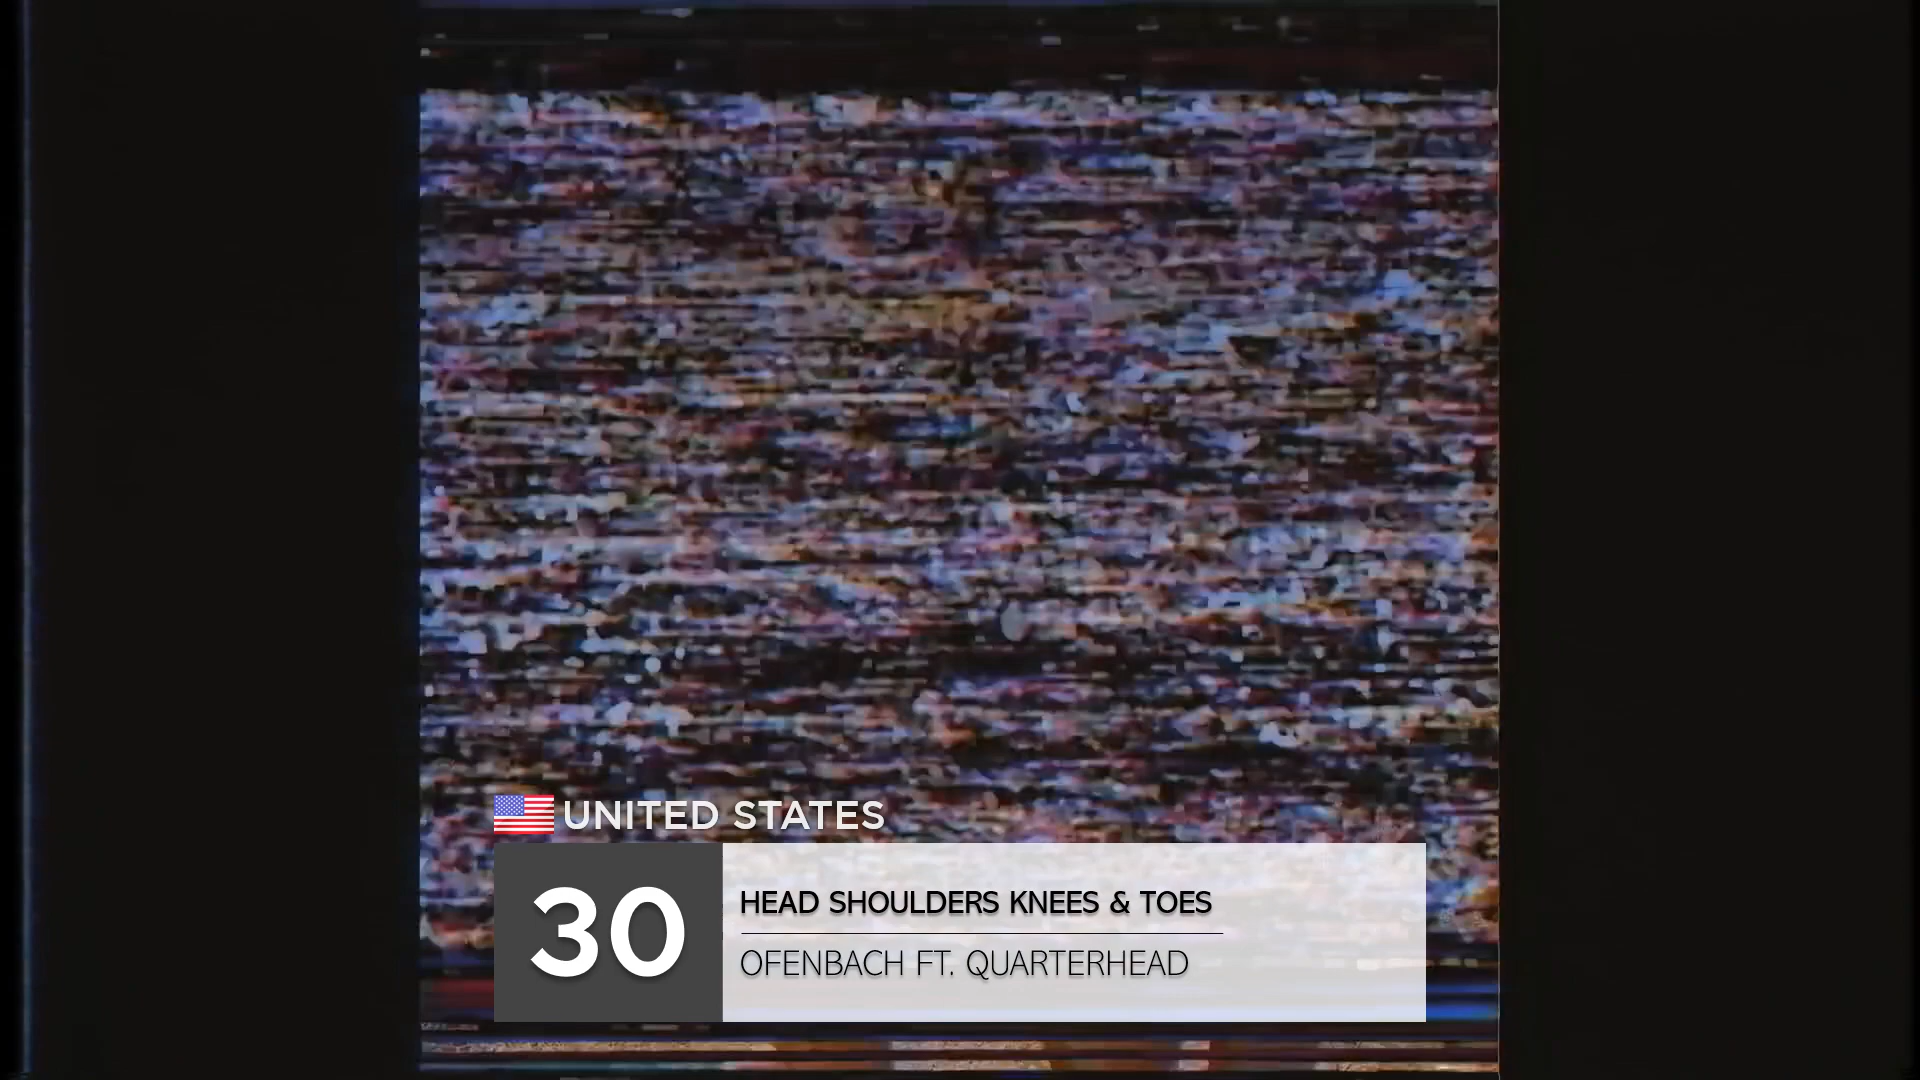 UNITED STATES
30
HEAD SHOULDERS KNEES & TOES
OFENBACH FT. QUARTERHEAD